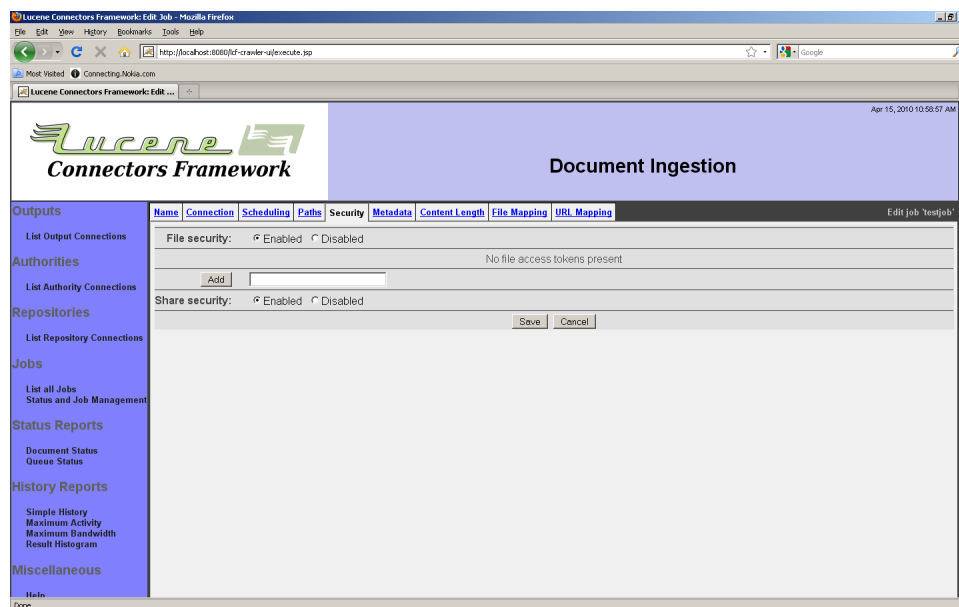 Lucene Connectors Framework: Edit Job - Mozilla Firefox
File Edit View History Bookmarks Tools Help
http://localhost:8080/lcf-crawler-ui/execute.jsp
Google
Most Visited Connecting.Nokia.com
Lucene Connectors Framework: Edit ...
Apr 15, 2010 10:58:57 AM
Lucene
Connectors Framework
Document Ingestion
Outputs
List Output Connections
Authorities
List Authority Connections
Repositories
List Repository Connections
Jobs
List all Jobs
Status and Job Management
Status Reports
Document Status
Queue Status
History Reports
Simple History
Maximum Activity
Maximum Bandwidth
Result Histogram
Miscellaneous
Help
Name Connection Scheduling Paths Security Metadata Content Length File Mapping URL Mapping
Edit job 'testjob'
File security: Enabled Disabled
No file access tokens present
Add
Share security: Enabled Disabled
Save Cancel
Done